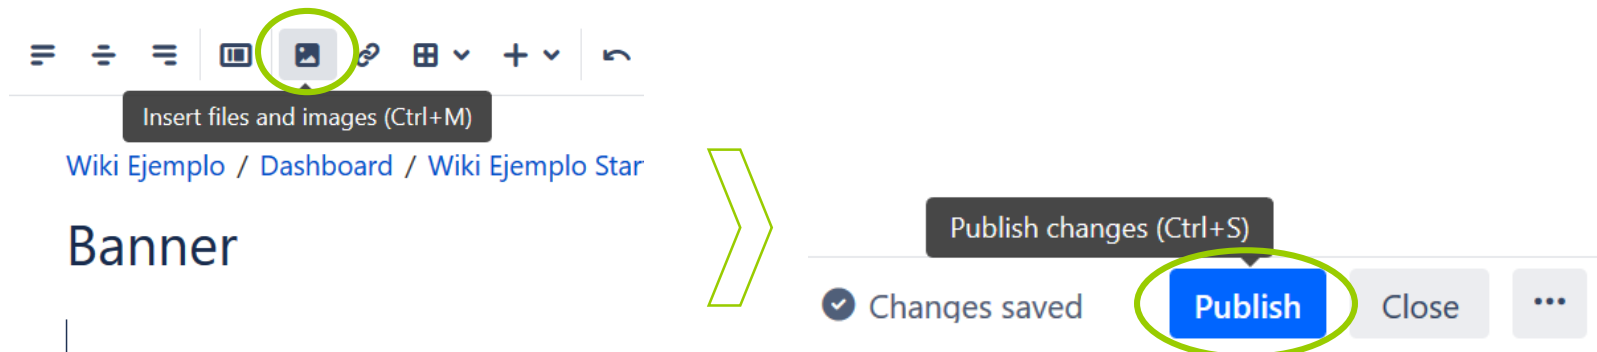 Insert files and images (Ctrl+M)
Wiki Ejemplo / Dashboard / Wiki Ejemplo Star
Banner
Publish changes (Ctrl+S)
Changes saved
Publish
Close